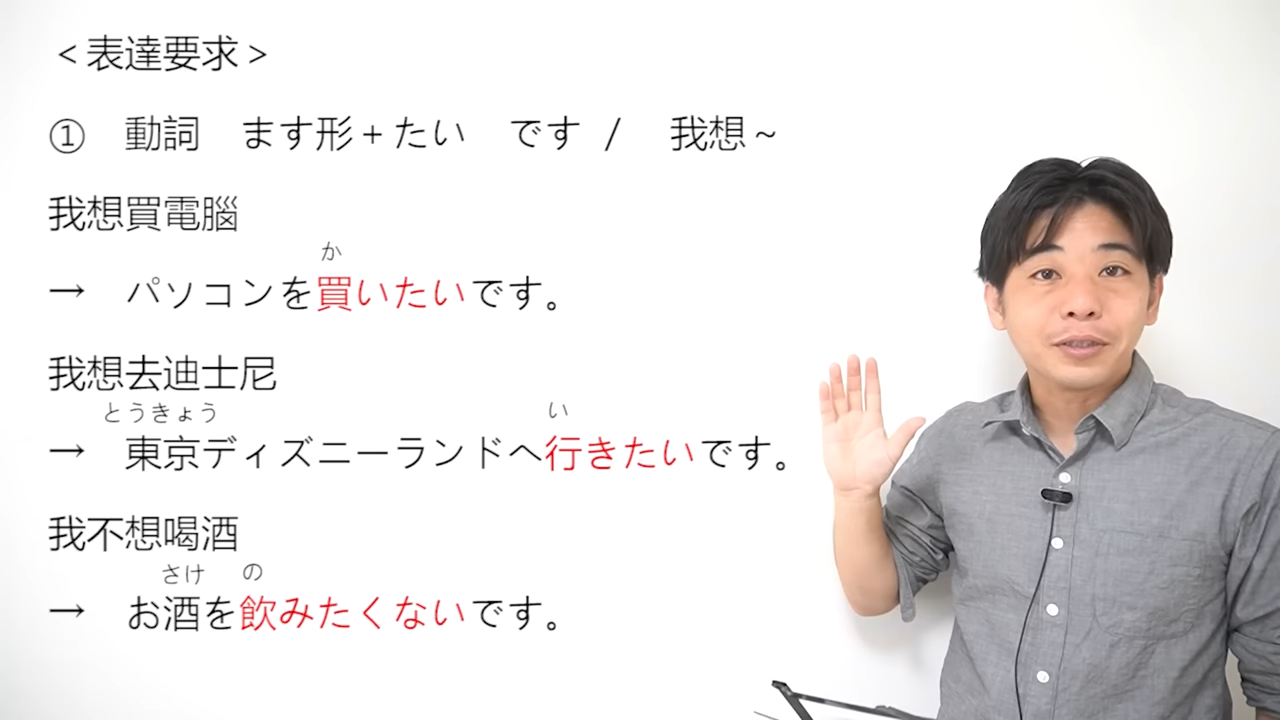 ＜表達要求＞
①　動詞　ます形＋たい　です /　我想～
我想買電腦
か
→　パソコンを買いたいです。
我想去迪士尼
とうきょう　い
→　東京ディズニーランドへ行きたいです。
我不想喝酒
さけ　の
→　お酒を飲みたくないです。